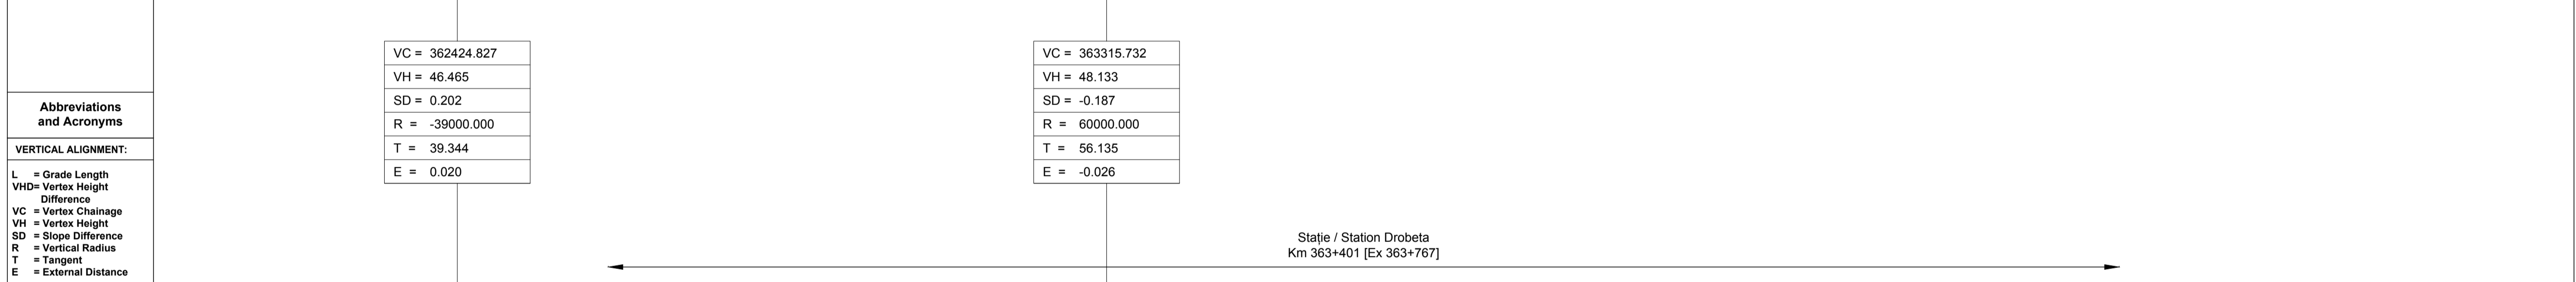 Abbreviations
and Acronyms
VERTICAL ALIGNMENT:
L = Grade Length
VHD= Vertex Height
Difference
VC = Vertex Chainage
VH = Vertex Height
SD = Slope Difference
R = Vertical Radius
T = Tangent
E = External Distance
VC = 362424.827
VH = 46.465
SD = 0.202
R = -39000.000
T = 39.344
E = 0.020
VC = 363315.732
VH = 48.133
SD = -0.187
R = 60000.000
T = 56.135
E = -0.026
Stație / Station Drobeta
Km 363+401 [Ex 363+767]